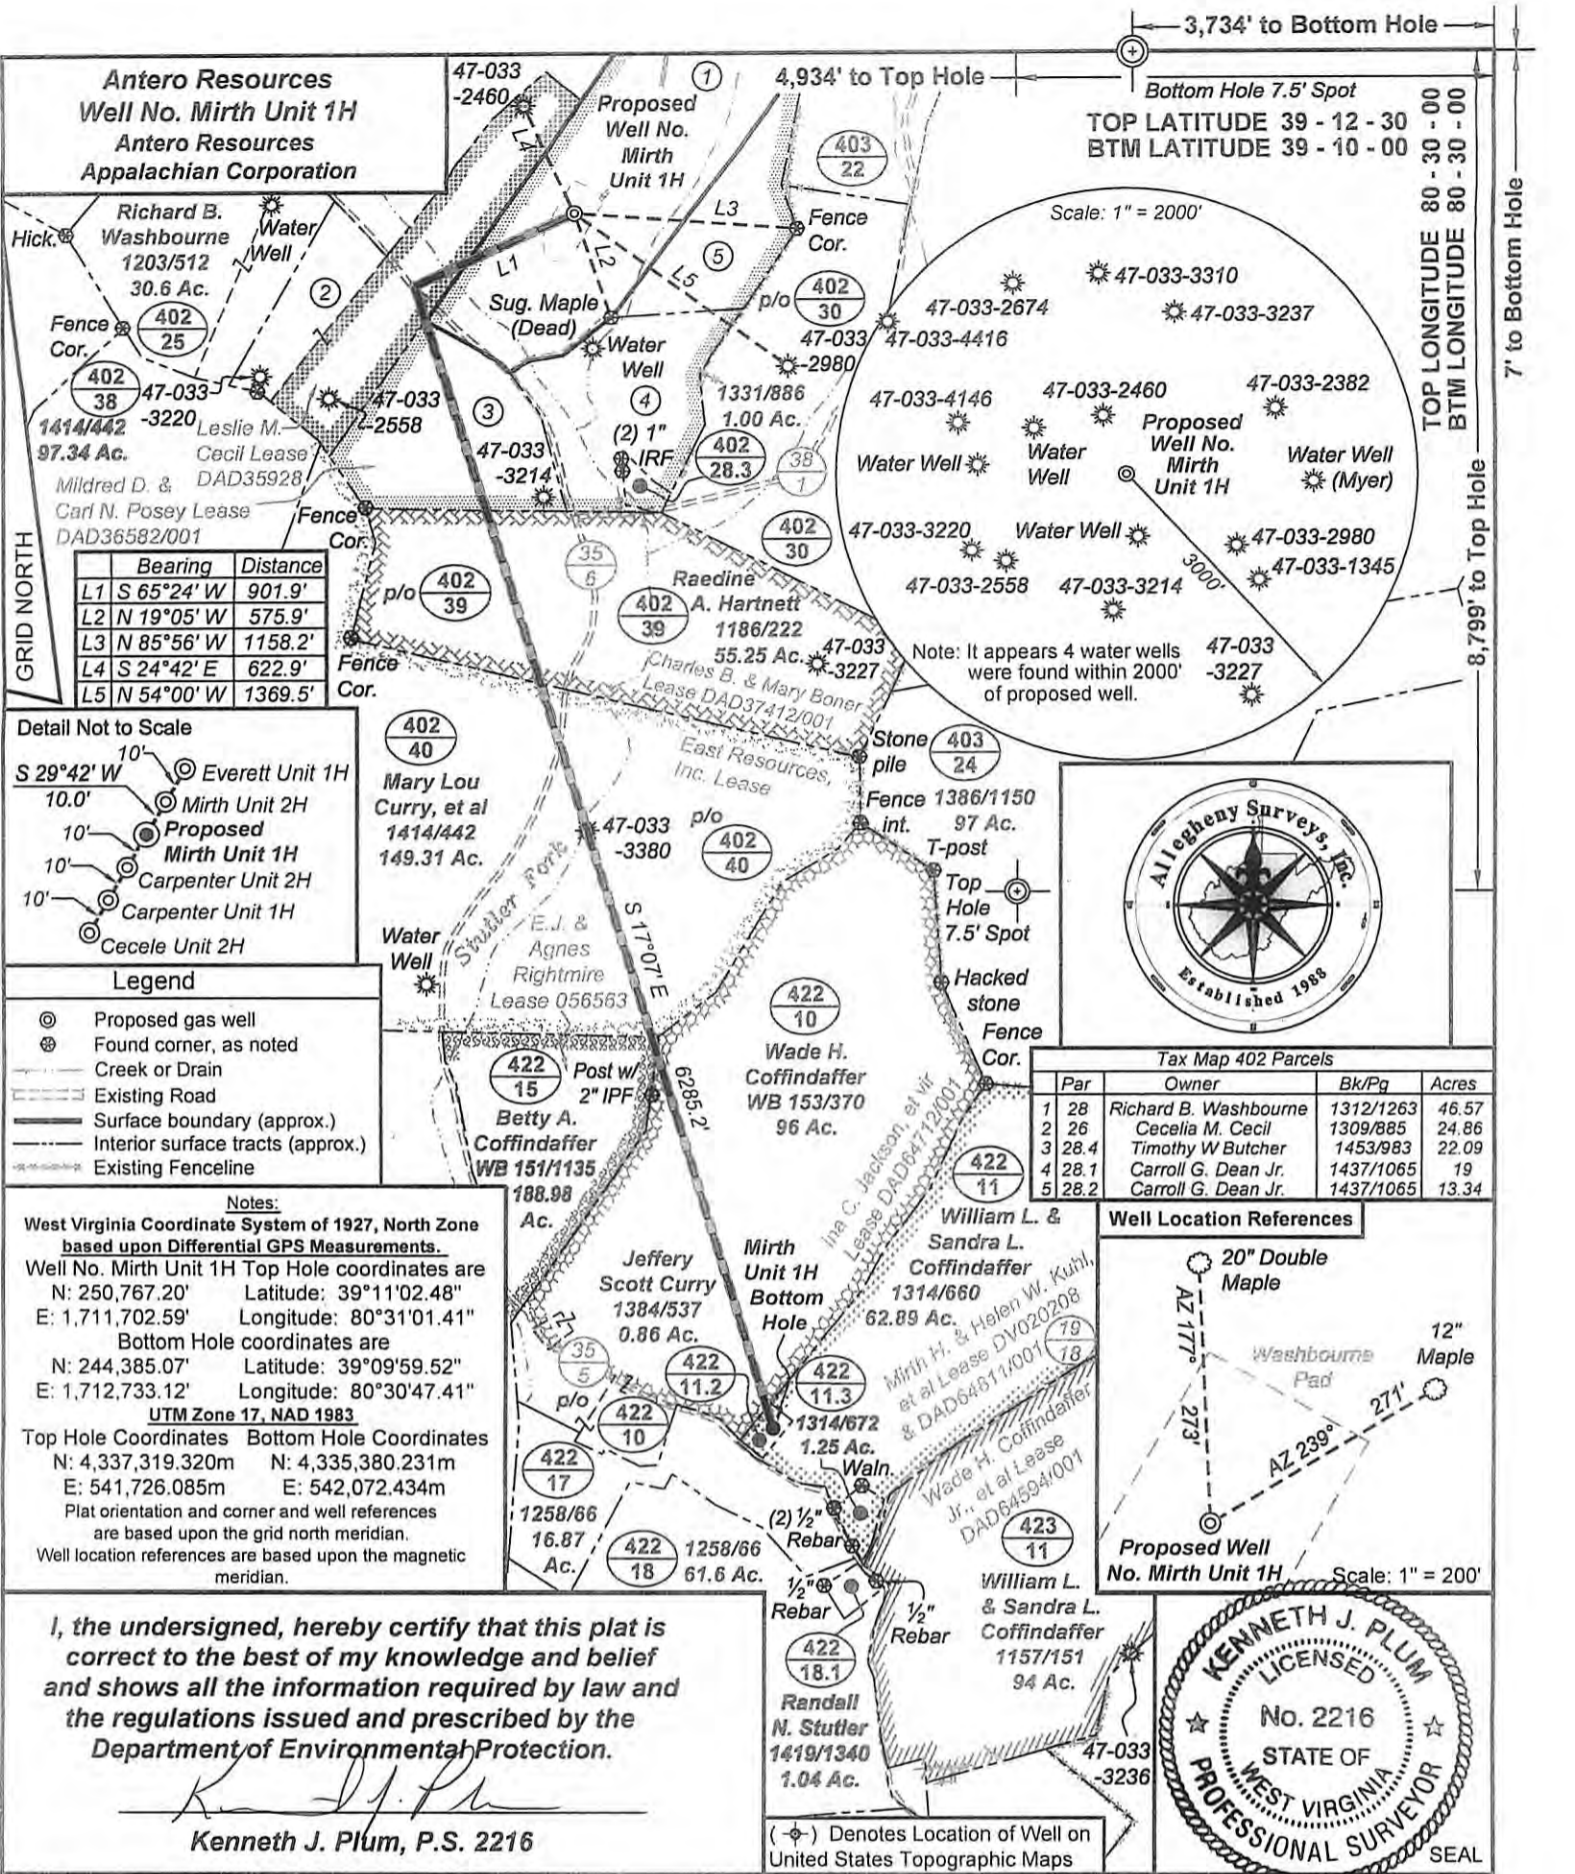 3,734' to Bottom Hole
Antero Resources
Well No. Mirth Unit 1H
Antero Resources
Appalachian Corporation
47-033
-2460
1
4,934' to Top Hole
Bottom Hole 7.5' Spot
TOP LATITUDE 39 - 12 - 30
BTM LATITUDE 39 - 10 - 00
TOP LONGITUDE 80 - 30 - 00
BTM LONGITUDE 80 - 30 - 00
7" to Bottom Hole
8,799' to Top Hole
Proposed
Well No.
Mirth
Unit 1H
L4
403
22
Hick.
Richard B.
Washbourne
1203/512
30.6 Ac.
Water
Well
2
L1
L2
L3
L5
Fence
Cor.
5
Sug. Maple
(Dead)
p/o
402
30
47-033
-2980
Fence
Cor.
402
25
402
38
1414/442
97.34 Ac.
47-033
-3220
Leslie M.
Cecil Lease
DAD35928
47-033
-2558
3
Water
Well
4
(2) 1"
IRF
1331/886
1.00 Ac.
402
28.3
38
1
47-033
-3214
Mildred D. &
Carl N. Posey Lease
DAD36582/001
Fence
Cor.
402
30
Scale: 1" = 2000'
47-033-3310
47-033-2674
47-033-3237
47-033-4416
47-033-4146
47-033-2460
47-033-2382
Water Well
Water
Well
Proposed
Well No.
Mirth
Unit 1H
Water Well
(Myer)
47-033-3220
Water Well
47-033-2980
47-033-1345
47-033-2558
47-033-3214
3000'
Note: It appears 4 water wells
were found within 2000'
of proposed well.
47-033
-3227
GRID NORTH
Bearing Distance
L1 S 65°24' W 901.9'
L2 N 19°05' W 575.9'
L3 N 85°56' W 1158.2'
L4 S 24°42' E 622.9'
L5 N 54°00' W 1369.5'
p/o
402
39
35
6
402
39
Raedine
A. Hartnett
1186/222
55.25 Ac.
47-033
-3227
Charles B. & Mary Boner
Lease DAD37412/001
Fence
Cor.
Detail Not to Scale
10'
S 29°42' W
10.0'
10'
10'
10'
Everett Unit 1H
Mirth Unit 2H
Proposed
Mirth Unit 1H
Carpenter Unit 2H
Carpenter Unit 1H
Cecele Unit 2H
402
40
Mary Lou
Curry, et al
1414/442
149.31 Ac.
East Resources,
Inc. Lease
47-033
-3380
p/o
402
40
Stone
pile
403
24
Fence
int.
1386/1150
97 Ac.
T-post
Top
Hole
7.5' Spot
Allegheny Surveys, Inc.
Established 1988
Water
Well
Stutler Fork
E.J. &
Agnes
Rightmire
Lease 056563
S 17°07' E
6285.2'
Hacked
stone
Fence
Cor.
Legend
Proposed gas well
Found corner, as noted
Creek or Drain
Existing Road
Surface boundary (approx.)
Interior surface tracts (approx.)
Existing Fenceline
422
15
Post w/
2" IPF
Betty A.
Coffindaffer
WB 151/1135
188.98
Ac.
422
10
Wade H.
Coffindaffer
WB 153/370
96 Ac.
Ina C. Jackson, et vir
Lease DAD64712/001
Tax Map 402 Parcels
Par Owner Bk/Pg Acres
1 28 Richard B. Washbourne 1312/1263 46.57
2 26 Cecelia M. Cecil 1309/885 24.86
3 28.4 Timothy W Butcher 1453/983 22.09
4 28.1 Carroll G. Dean Jr. 1437/1065 19
5 28.2 Carroll G. Dean Jr. 1437/1065 13.34
422
11
William L. &
Sandra L.
Coffindaffer
1314/660
62.89 Ac.
Notes:
West Virginia Coordinate System of 1927, North Zone
based upon Differential GPS Measurements.
Well No. Mirth Unit 1H Top Hole coordinates are
N: 250,767.20' Latitude: 39°11'02.48"
E: 1,711,702.59' Longitude: 80°31'01.41"
Bottom Hole coordinates are
N: 244,385.07' Latitude: 39°09'59.52"
E: 1,712,733.12' Longitude: 80°30'47.41"
UTM Zone 17, NAD 1983
Top Hole Coordinates Bottom Hole Coordinates
N: 4,337,319.320m N: 4,335,380.231m
E: 541,726.085m E: 542,072.434m
Plat orientation and corner and well references
are based upon the grid north meridian.
Well location references are based upon the magnetic
meridian.
Jeffery
Scott Curry
1384/537
0.86 Ac.
Mirth
Unit 1H
Bottom
Hole
35
5
422
11.2
422
11.3
1314/672
1.25 Ac.
Mirth H. & Helen W. Kuhl,
et al Lease DV020208
& DAD64811/001
19
18
Wade H. Coffindaffer
Jr., et al Lease
DAD64594/001
p/o
422
10
422
17
1258/66
16.87
Ac.
422
18
1258/66
61.6 Ac.
Waln.
(2) ½"
Rebar
½"
Rebar
½"
Rebar
422
18.1
Randall
N. Stutler
1419/1340
1.04 Ac.
423
11
William L.
& Sandra L.
Coffindaffer
1157/151
94 Ac.
47-033
-3236
Well Location References
20" Double
Maple
AZ 177°
273'
12"
Maple
Washbourne
Pad
271'
AZ 239°
Proposed Well
No. Mirth Unit 1H
Scale: 1" = 200'
I, the undersigned, hereby certify that this plat is
correct to the best of my knowledge and belief
and shows all the information required by law and
the regulations issued and prescribed by the
Department of Environmental Protection.
Kenneth J. Plum, P.S. 2216
( ) Denotes Location of Well on
United States Topographic Maps
KENNETH J. PLUM
LICENSED
No. 2216
STATE OF
WEST VIRGINIA
PROFESSIONAL SURVEYOR
SEAL